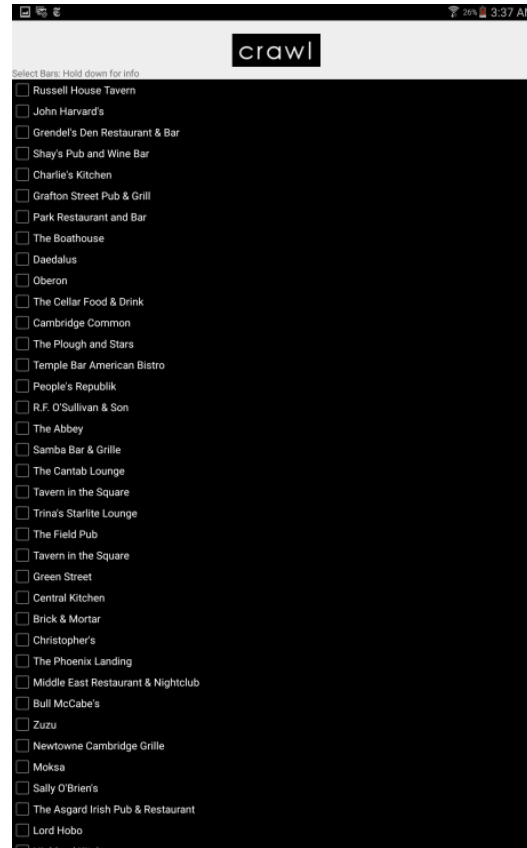 26% 3:37 AM
crawl
Select Bars: Hold down for info
Russell House Tavern
John Harvard's
Grendel's Den Restaurant & Bar
Shay's Pub and Wine Bar
Charlie's Kitchen
Grafton Street Pub & Grill
Park Restaurant and Bar
The Boathouse
Daedalus
Oberon
The Cellar Food & Drink
Cambridge Common
The Plough and Stars
Temple Bar American Bistro
People's Republik
R.F. O'Sullivan & Son
The Abbey
Samba Bar & Grille
The Cantab Lounge
Tavern in the Square
Trina's Starlite Lounge
The Field Pub
Tavern in the Square
Green Street
Central Kitchen
Brick & Mortar
Christopher's
The Phoenix Landing
Middle East Restaurant & Nightclub
Bull McCabe's
Zuzu
Newtowne Cambridge Grille
Moksa
Sally O'Brien's
The Asgard Irish Pub & Restaurant
Lord Hobo